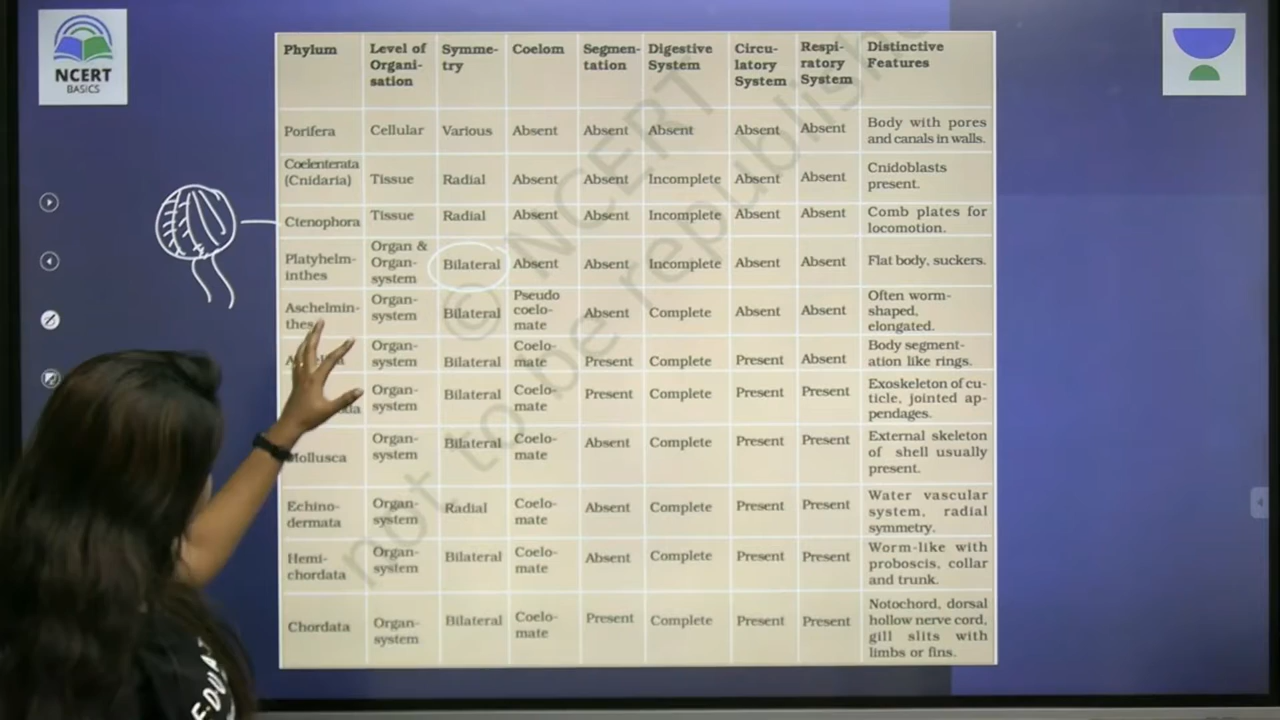 NCERT
BASICS
Phylum
Level of
Organi-
sation
Symme-
try
Coelom
Segmen-
tation
Digestive
System
Circu-
latory
System
Respi-
ratory
System
Distinctive
Features
Porifera
Cellular
Various
Absent
Absent
Absent
Absent
Absent
Body with pores
and canals in walls.
Coelenterata
(Cnidaria)
Tissue
Radial
Absent
Absent
Incomplete
Absent
Absent
Cnidoblasts
present.
Ctenophora
Tissue
Radial
Absent
Absent
Incomplete
Absent
Absent
Comb plates for
locomotion.
Platyhelm-
inthes
Organ &
Organ-
system
Bilateral
Absent
Absent
Incomplete
Absent
Absent
Flat body, suckers.
Aschelmin-
thes
Organ-
system
Bilateral
Pseudo
coelo-
mate
Absent
Complete
Absent
Absent
Often worm-
shaped,
elongated.
Organ-
system
Bilateral
Coelo-
mate
Present
Complete
Present
Absent
Body segment-
ation like rings.
Organ-
system
Bilateral
Coelo-
mate
Present
Complete
Present
Present
Exoskeleton of cu-
ticle, jointed ap-
pendages.
Mollusca
Organ-
system
Bilateral
Coelo-
mate
Absent
Complete
Present
Present
External skeleton
of shell usually
present.
Echino-
dermata
Organ-
system
Radial
Coelo-
mate
Absent
Complete
Present
Present
Water vascular
system, radial
symmetry.
Hemi-
chordata
Organ-
system
Bilateral
Coelo-
mate
Absent
Complete
Present
Present
Worm-like with
proboscis, collar
and trunk.
Chordata
Organ-
system
Bilateral
Coelo-
mate
Present
Complete
Present
Present
Notochord, dorsal
hollow nerve cord,
gill slits with
limbs or fins.
© NCERT
not to be republishe